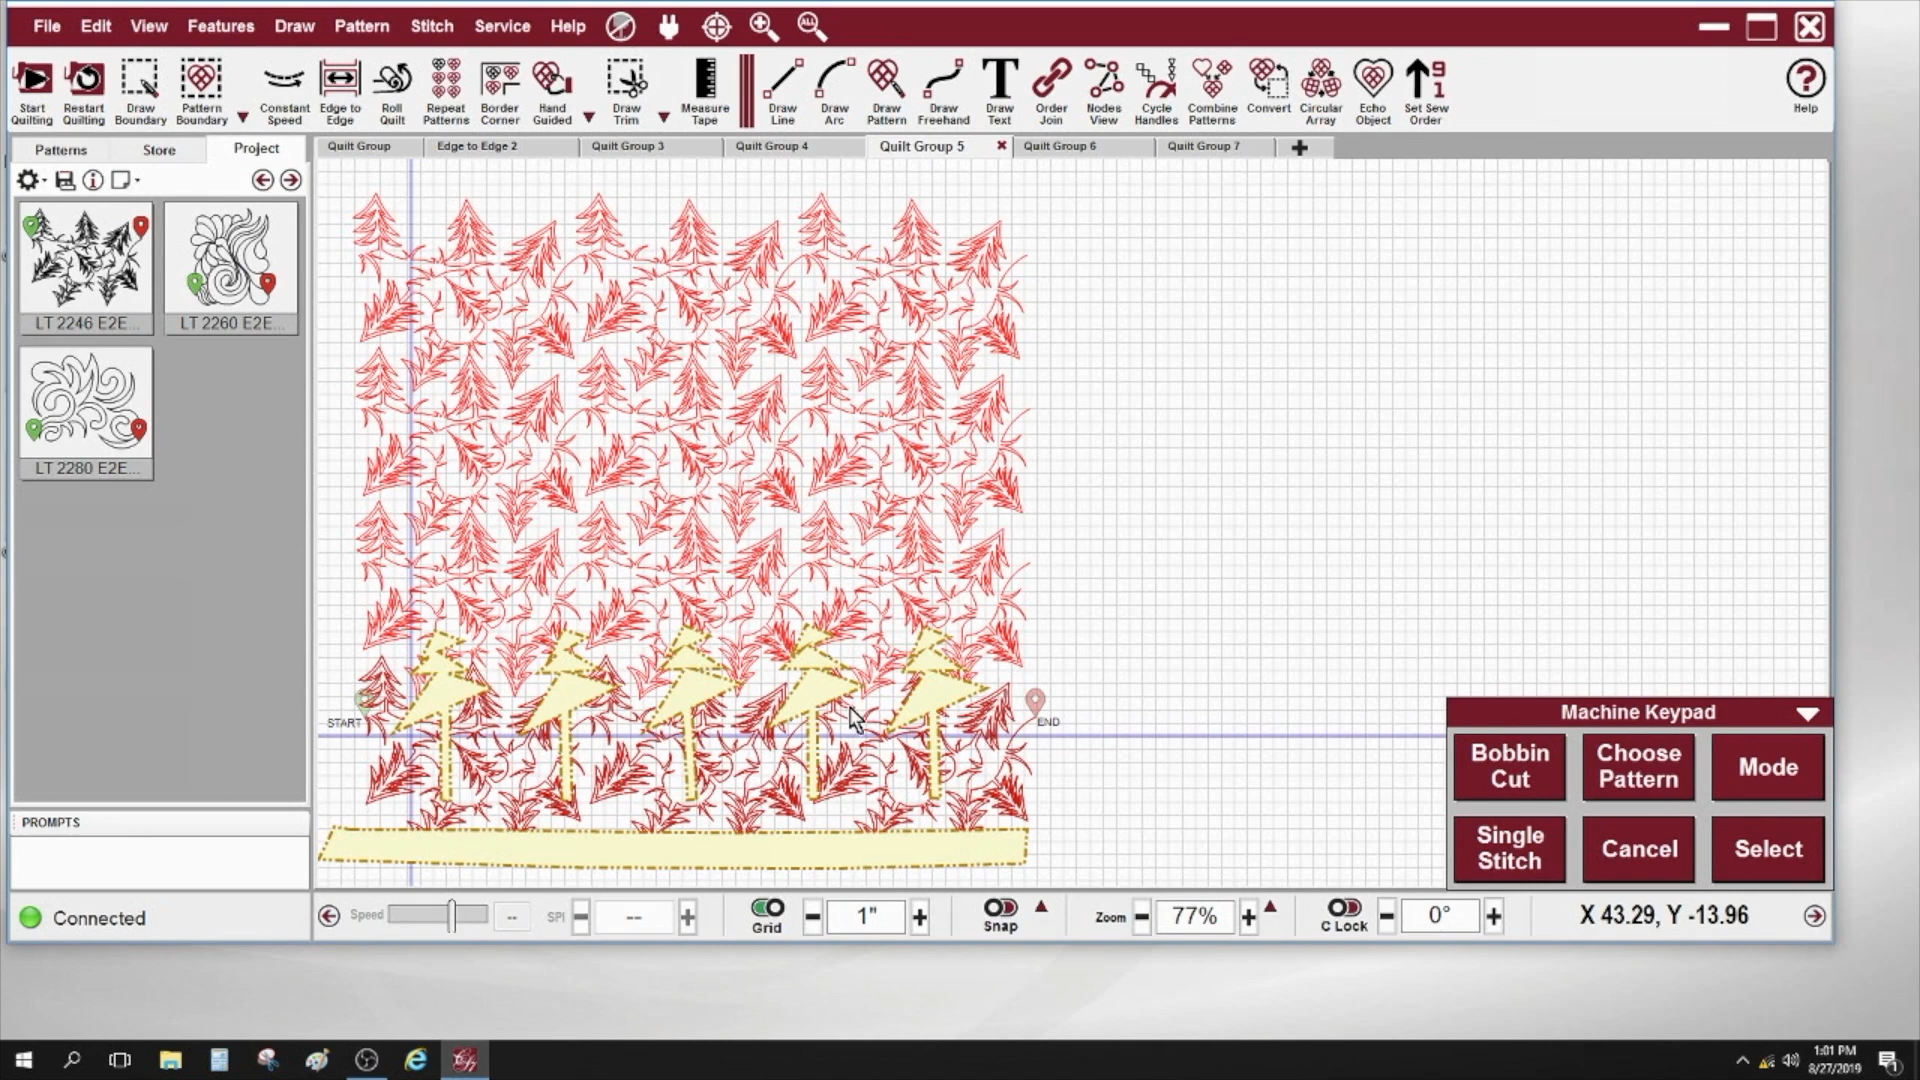 File Edit View Features Draw Pattern Stitch Service Help ALL
Start Quilting
Restart Quilting
Draw Boundary
Pattern Boundary
Constant Speed
Edge to Edge
Roll Quilt
Repeat Patterns
Border Corner
Hand Guided
Draw Trim
Measure Tape
Draw Line
Draw Arc
Draw Pattern
Draw Freehand
Draw Text
Order Join
Nodes View
Cycle Handles
Combine Patterns
Convert
Circular Array
Echo Object
9
1
Set Sew Order
Help
Patterns Store Project
Quilt Group Edge to Edge 2 Quilt Group 3 Quilt Group 4 Quilt Group 5 Quilt Group 6 Quilt Group 7
LT 2246 E2E... LT 2260 E2E...
LT 2280 E2E...
START
END
PROMPTS
Machine Keypad
Bobbin Cut
Choose Pattern
Mode
Single Stitch
Cancel
Select
Connected
Speed -- SPI -- Grid 1" Snap Zoom 77% C Lock 0° X 43.29, Y -13.96
1:01 PM
8/27/2019
1